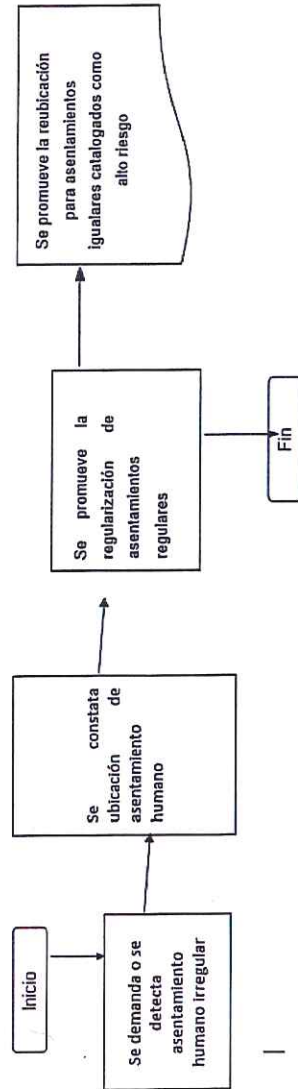 Inicio
Se demanda o se
detecta
asentamiento
humano irregular
Se constata
ubicación de
asentamiento
humano
Se promueve la
regularización de
asentamientos
regulares
Fin
Se promueve la reubicación
para asentamientos
igualares catalogados como
alto riesgo